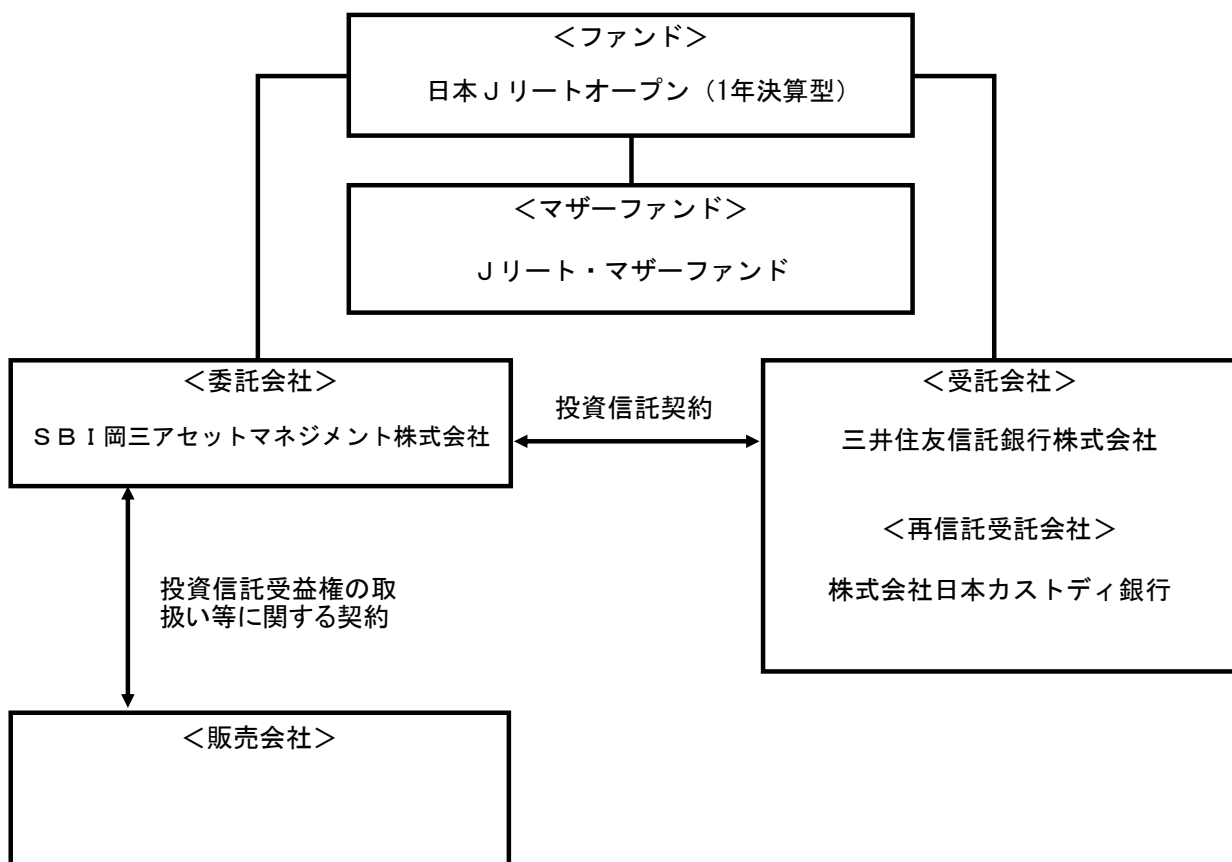 ＜ファンド＞
日本Ｊリートオープン（1年決算型）
＜マザーファンド＞
Ｊリート・マザーファンド
＜委託会社＞
ＳＢＩ岡三アセットマネジメント株式会社
投資信託契約
＜受託会社＞
三井住友信託銀行株式会社
＜再信託受託会社＞
株式会社日本カストディ銀行
投資信託受益権の取
扱い等に関する契約
＜販売会社＞